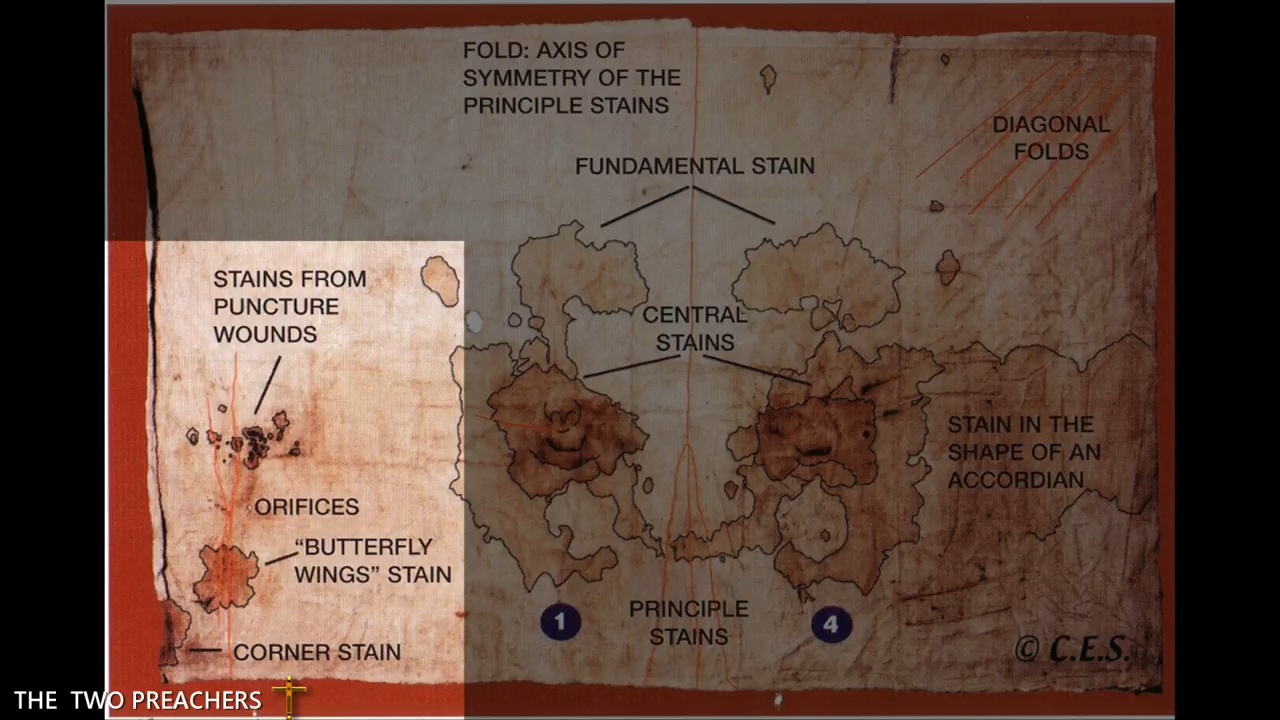 FOLD: AXIS OF
SYMMETRY OF THE
PRINCIPLE STAINS
DIAGONAL
FOLDS
FUNDAMENTAL STAIN
STAINS FROM
PUNCTURE
WOUNDS
CENTRAL
STAINS
STAIN IN THE
SHAPE OF AN
ACCORDIAN
ORIFICES
“BUTTERFLY
WINGS” STAIN
1
PRINCIPLE
STAINS
4
CORNER STAIN
© C.E.S.
THE TWO PREACHERS